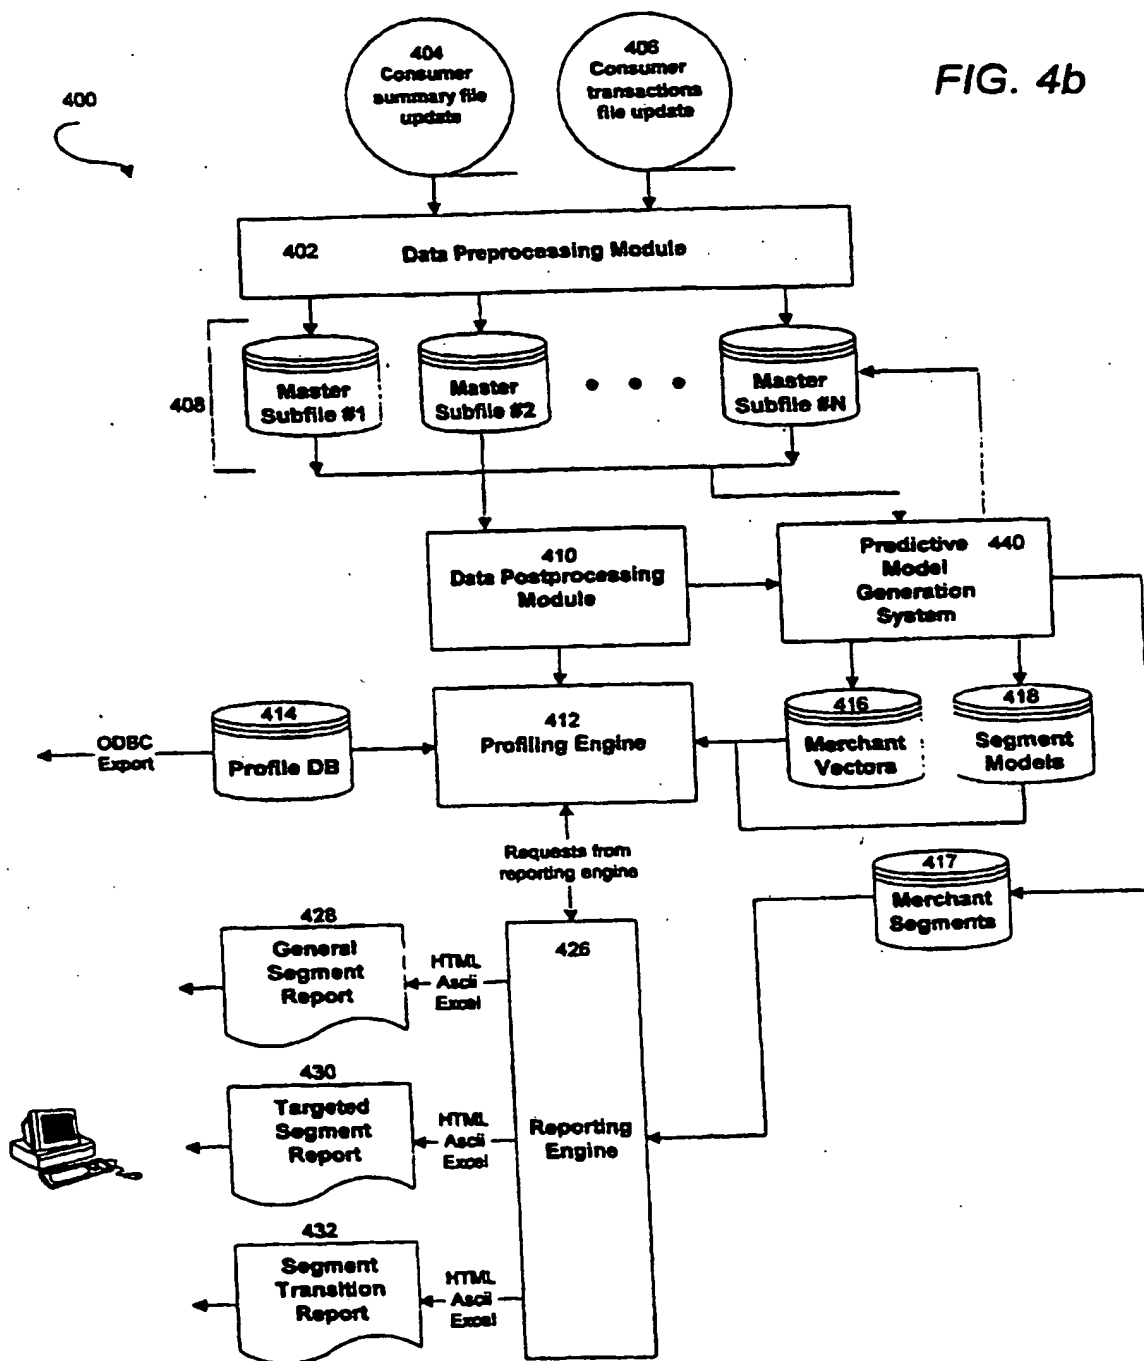 FIG. 4b
400
404
Consumer
summary file
update
406
Consumer
transactions
file update
402
Data Preprocessing Module
408
Master
Subfile #1
Master
Subfile #2
Master
Subfile #N
410
Data Postprocessing
Module
Predictive
Model
Generation
System
440
414
Profile DB
ODBC
Export
412
Profiling Engine
416
Merchant
Vectors
418
Segment
Models
Requests from
reporting engine
417
Merchant
Segments
428
General
Segment
Report
HTML
Ascii
Excel
426
Reporting
Engine
430
Targeted
Segment
Report
HTML
Ascii
Excel
432
Segment
Transition
Report
HTML
Ascii
Excel